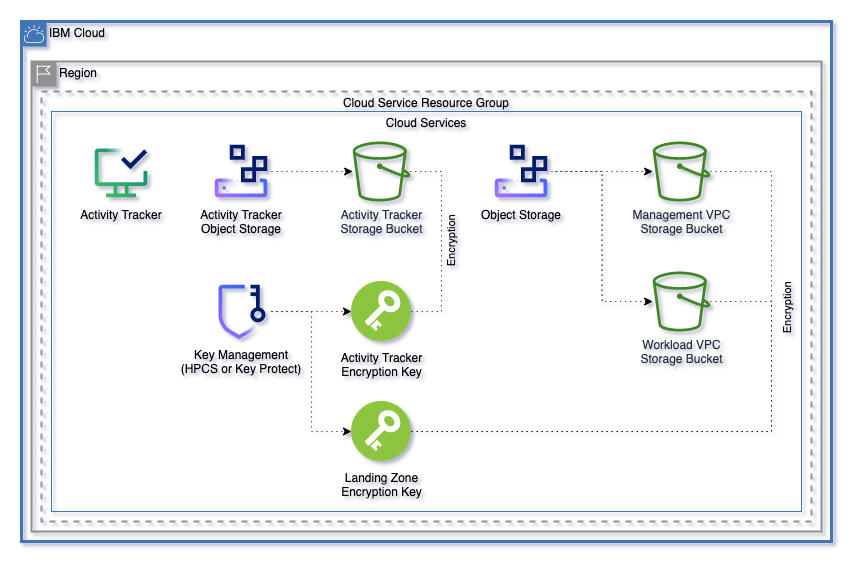 IBM Cloud
Region
Cloud Service Resource Group
Cloud Services
Activity Tracker
Activity Tracker
Object Storage
Activity Tracker
Storage Bucket
Encryption
Object Storage
Management VPC
Storage Bucket
Key Management
(HPCS or Key Protect)
Activity Tracker
Encryption Key
Workload VPC
Storage Bucket
Encryption
Landing Zone
Encryption Key